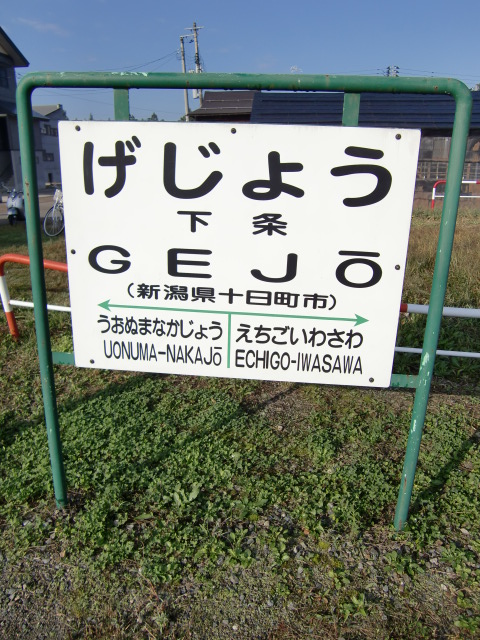 げじょう
下条
GEJŌ
(新潟県十日町市)
うおぬまなかじょう えちごいわさわ
UONUMA-NAKAJŌ ECHIGO-IWASAWA